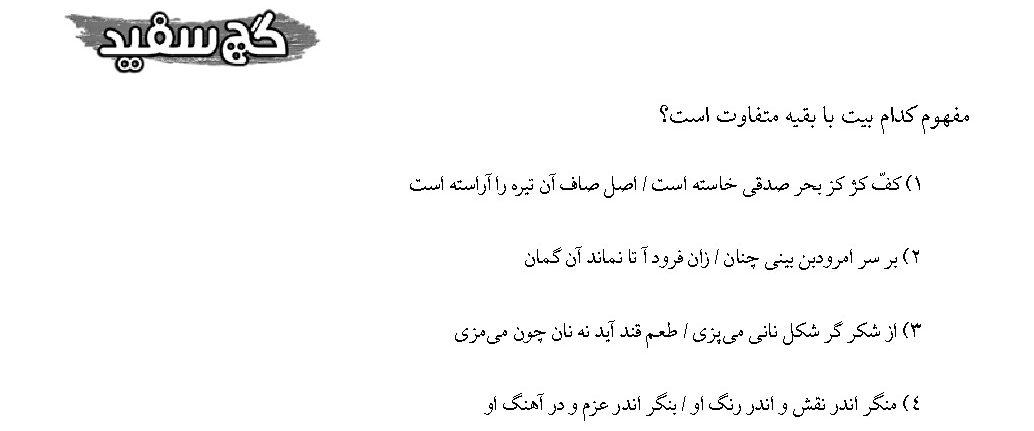 گچ سفید
مفهوم کدام بیت با بقیه متفاوت است؟
۱) کفّ کژ کز بحر صدقی خاسته است / اصل صاف آن تیره را آراسته است
۲) بر سر امرودبن بینی چنان / زان فرود آ تا نماند آن گمان
۳) از شکر گر شکل نانی می‌پزی / طعم قند آید نه نان چون می‌مزی
۴) منگر اندر نقش و اندر رنگ او / بنگر اندر عزم و در آهنگ او